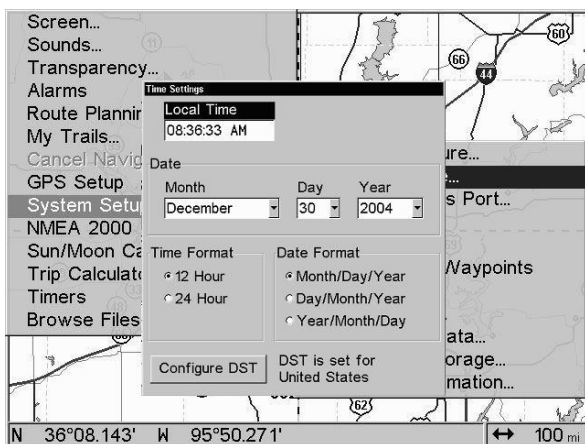 Screen...
Sounds...
Transparency...
Alarms
Route Plannin
My Trails...
Cancel Navig
GPS Setup
System Setu
NMEA 2000
Sun/Moon Ca
Trip Calculato
Timers
Browse Files
11
66
44
60
Time Settings
Local Time
08:36:33 AM
Date
Month
Day
Year
December
30
2004
Time Format
12 Hour
24 Hour
Date Format
Month/Day/Year
Day/Month/Year
Year/Month/Day
Configure DST
DST is set for
United States
ure...
...
s Port...
69
Waypoints
ata...
orage...
mation...
62
N 36°08.143' W 95°50.271'
↔ 100 mi